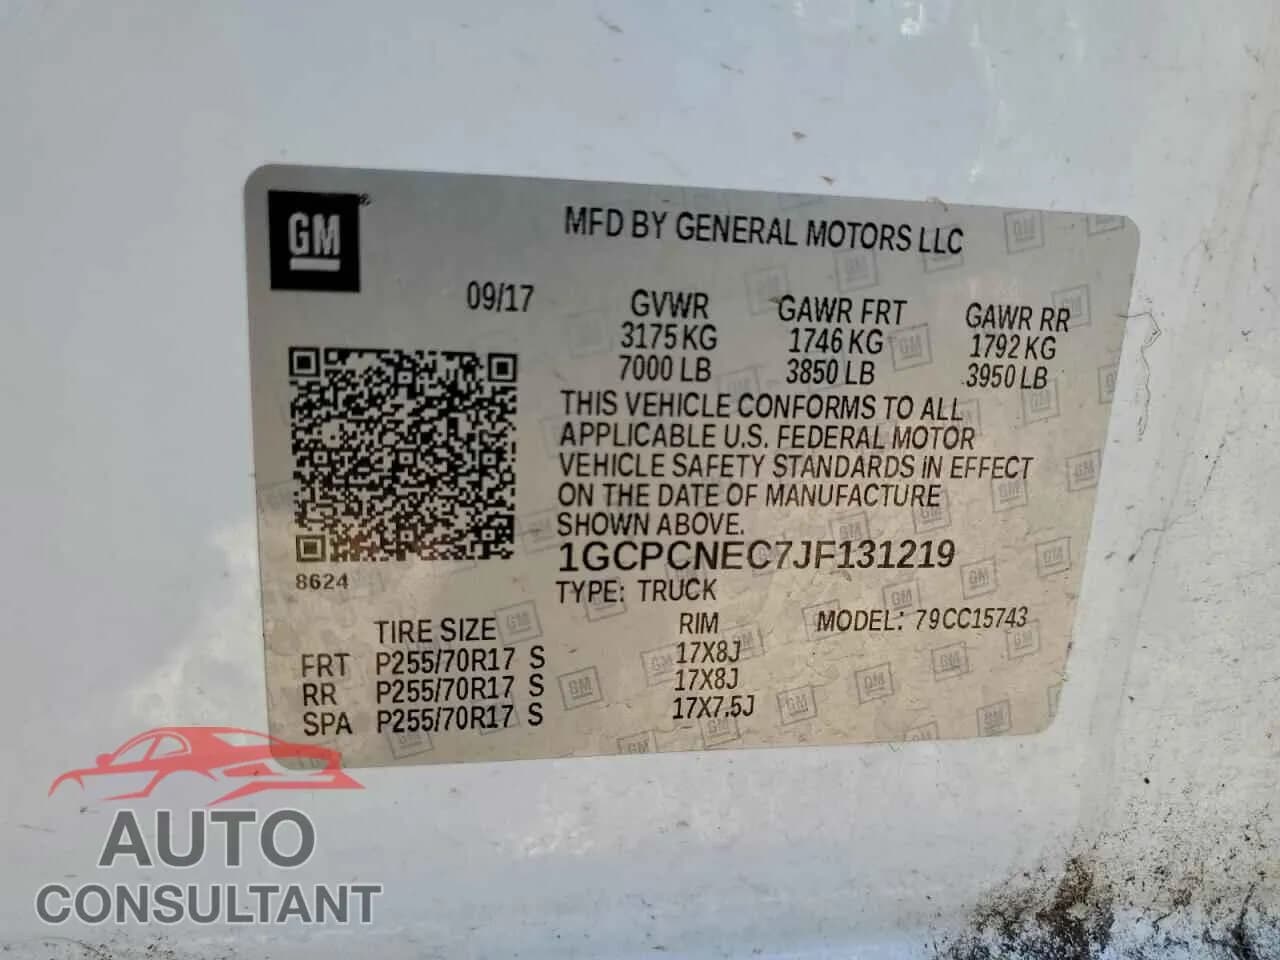 GM
MFD BY GENERAL MOTORS LLC
09/17
GVWR GAWR FRT GAWR RR
3175 KG 1746 KG 1792 KG
7000 LB 3850 LB 3950 LB
THIS VEHICLE CONFORMS TO ALL
APPLICABLE U.S. FEDERAL MOTOR
VEHICLE SAFETY STANDARDS IN EFFECT
ON THE DATE OF MANUFACTURE
SHOWN ABOVE.
1GCPCNEC7JF131219
8624
TYPE: TRUCK
TIRE SIZE RIM MODEL: 79CC15743
FRT P255/70R17 S 17X8J
RR P255/70R17 S 17X8J
SPA P255/70R17 S 17X7.5J
AUTO
CONSULTANT